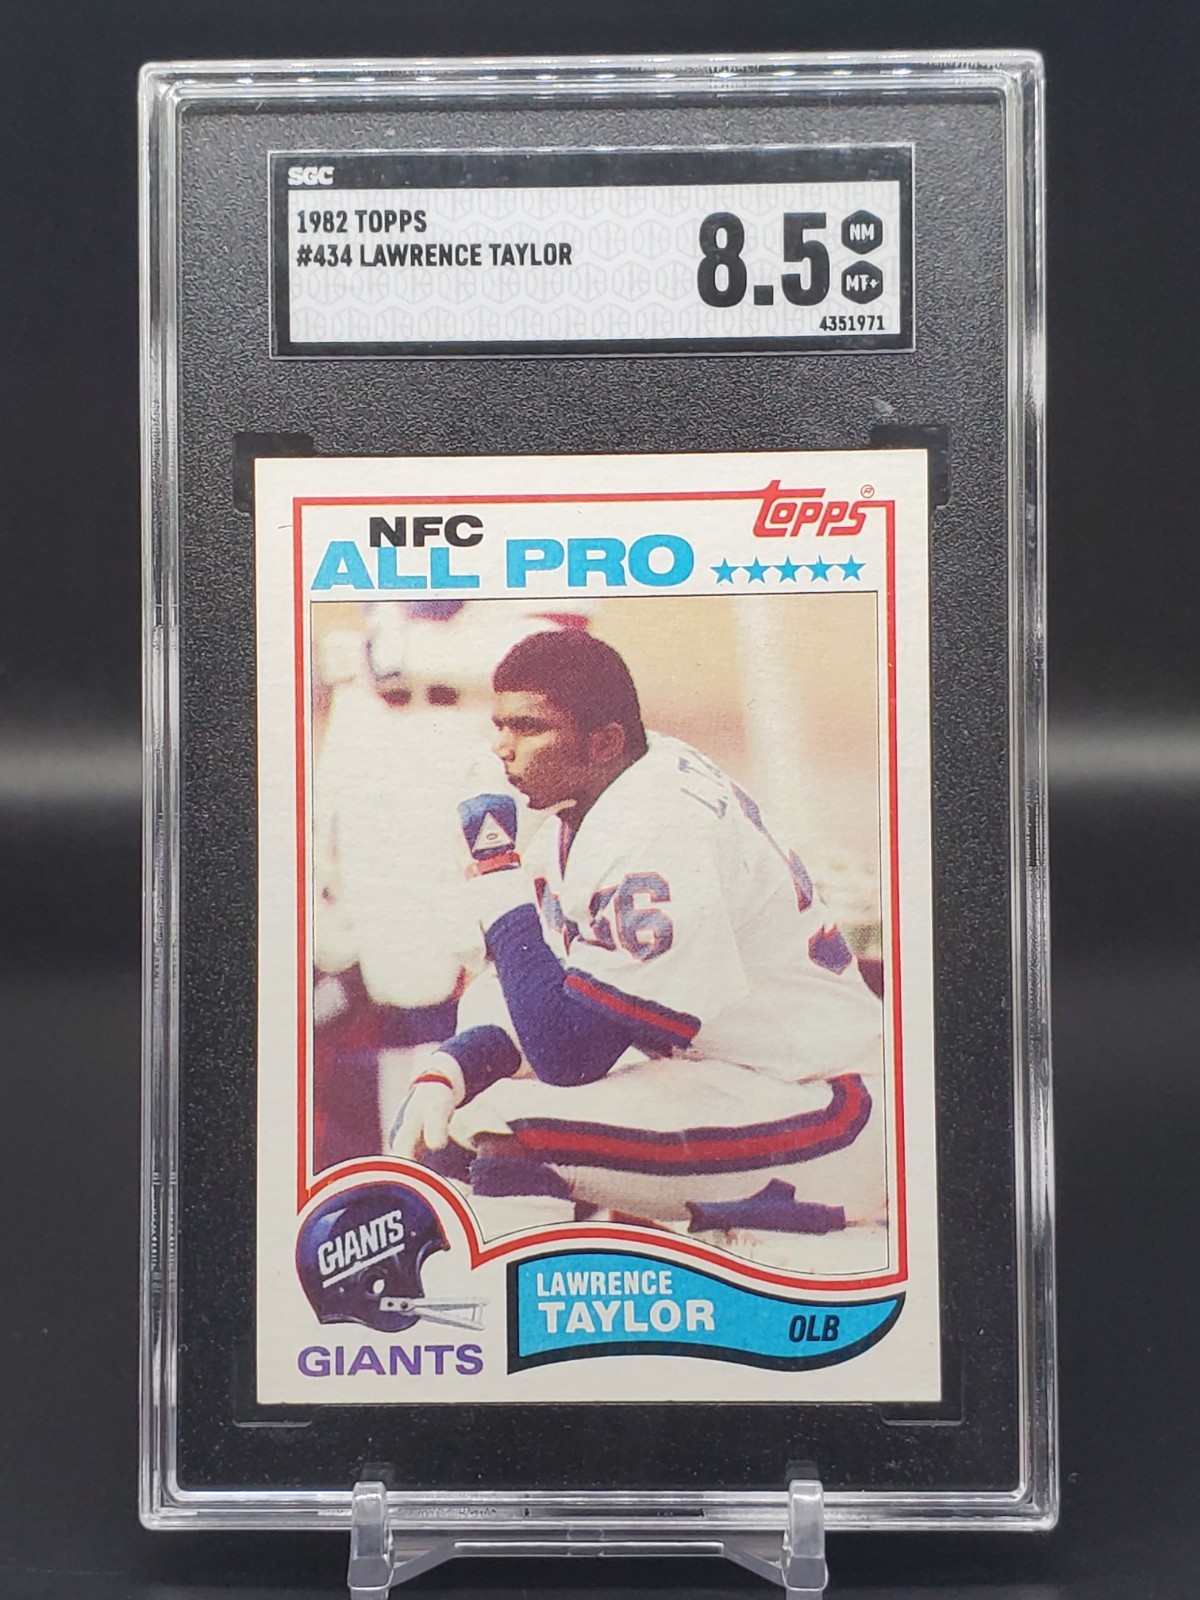 SGC
1982 TOPPS
#434 LAWRENCE TAYLOR
8.5
NM
MT+
4351971
TOPPS®
NFC
ALL PRO
56
GIANTS
LAWRENCE
TAYLOR
OLB
GIANTS